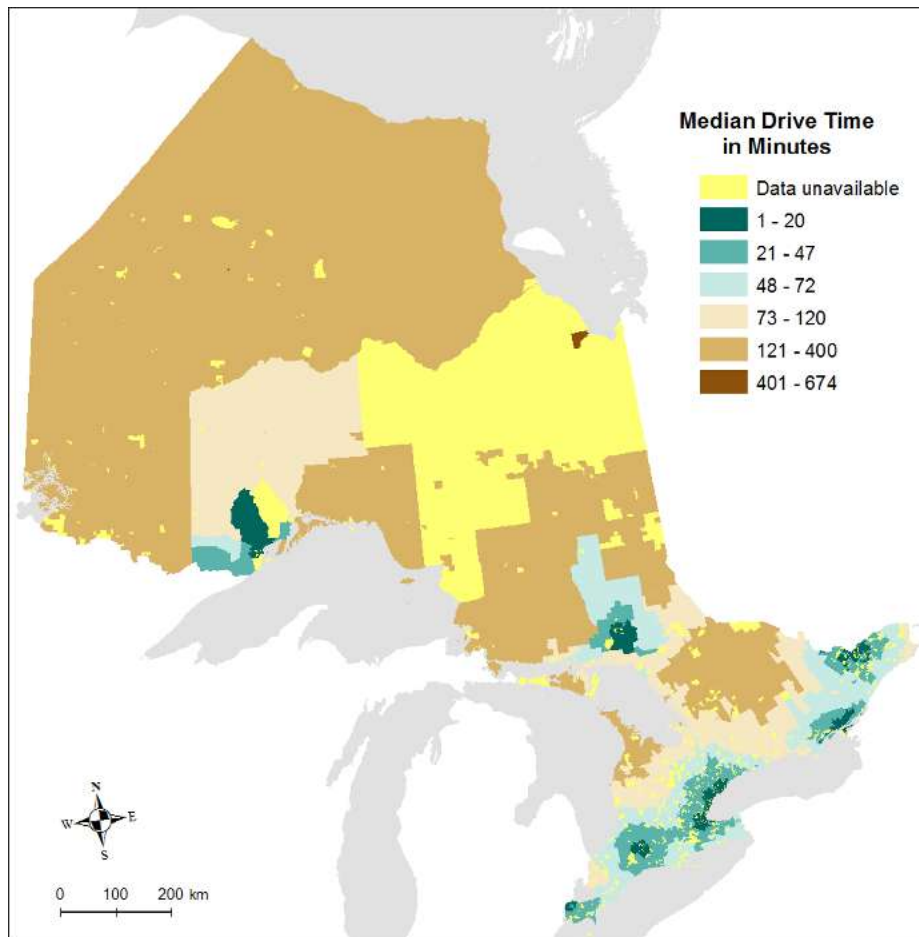 Median Drive Time
in Minutes
Data unavailable
1 - 20
21 - 47
48 - 72
73 - 120
121 - 400
401 - 674
N
W E
S
0 100 200 km